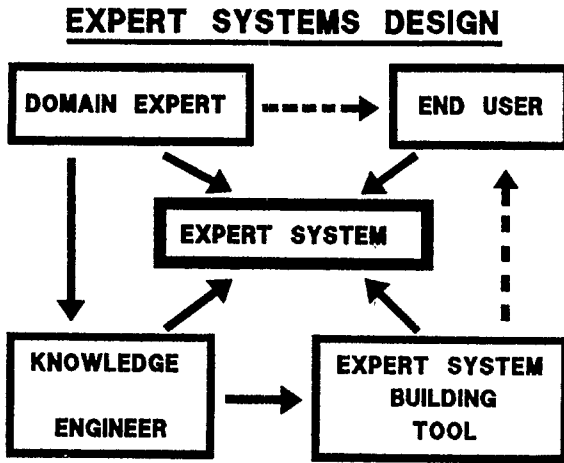 EXPERT SYSTEMS DESIGN
DOMAIN EXPERT
END USER
EXPERT SYSTEM
KNOWLEDGE
ENGINEER
EXPERT SYSTEM
BUILDING
TOOL